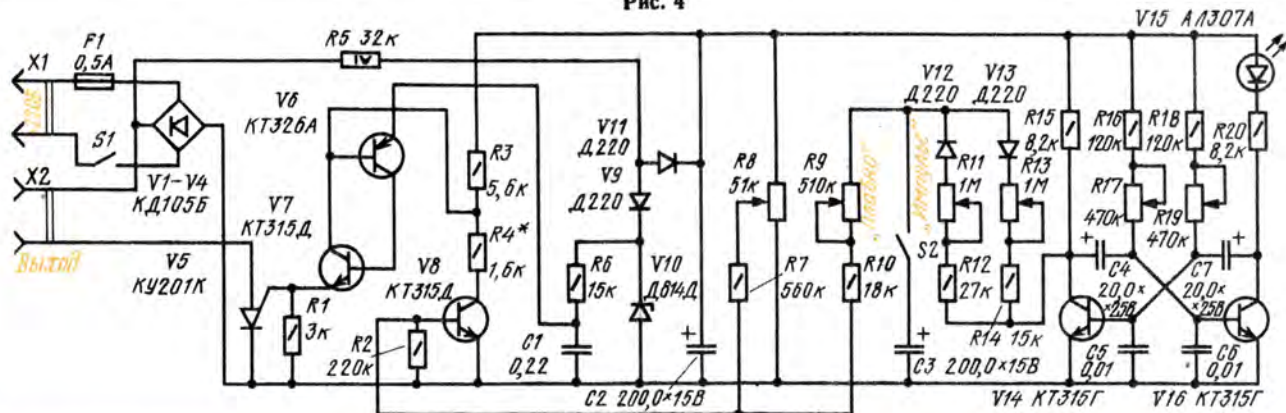 Рис. 4
X1
F1
0,5А
220В
S1
X2
Выход
V1-V4
КД105Б
V5
КУ201К
V6
КТ326А
V7
КТ315Д
R1
3к
R2
220к
V8
КТ315Д
R5 32к
R3
5,6к
R4*
1,6к
V11
Д220
V9
Д220
R6
15к
V10
Д814Д
C1
0,22
C2 200,0×15В
R8
51к
R7
560к
R9
510к
„Плавно"
R10
18к
„Импульс"
S2
C3 200,0×15В
V12
Д220
V13
Д220
R11
1М
R13
1М
R12
27к
R14 15к
R15
8,2к
R16
120к
R17
470к
R18
120к
R19
470к
V15 АЛ307А
R20
8,2к
C4
20,0×
×25В
C7
20,0×
×25В
C5
0,01
C6
0,01
V14 КТ315Г
V16 КТ315Г